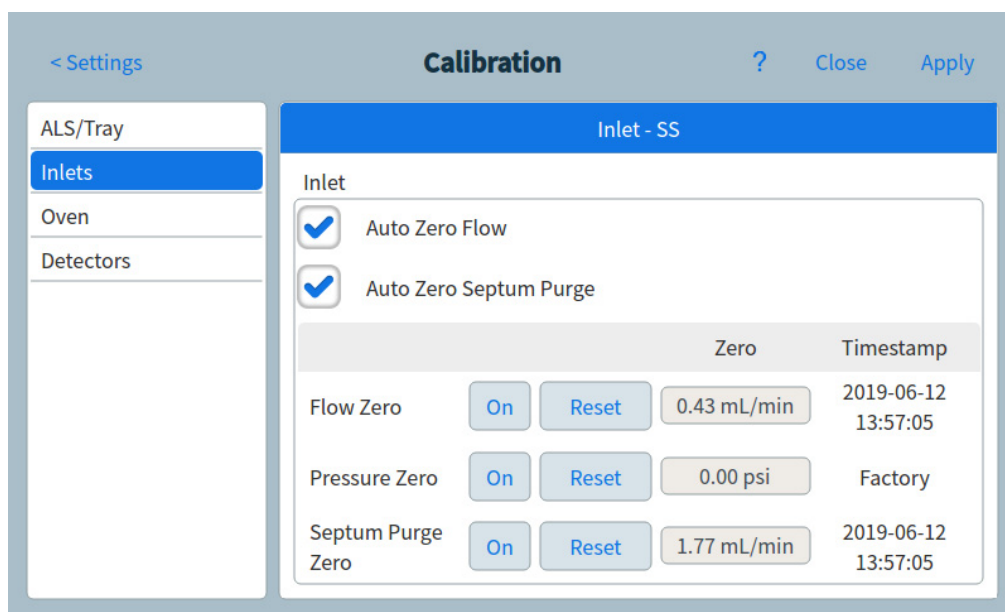 < Settings
Calibration
?
Close
Apply
ALS/Tray
Inlets
Oven
Detectors
Inlet - SS
Inlet
Auto Zero Flow
Auto Zero Septum Purge
Zero Timestamp
Flow Zero On Reset 0.43 mL/min 2019-06-12
13:57:05
Pressure Zero On Reset 0.00 psi Factory
Septum Purge
Zero
On Reset 1.77 mL/min 2019-06-12
13:57:05